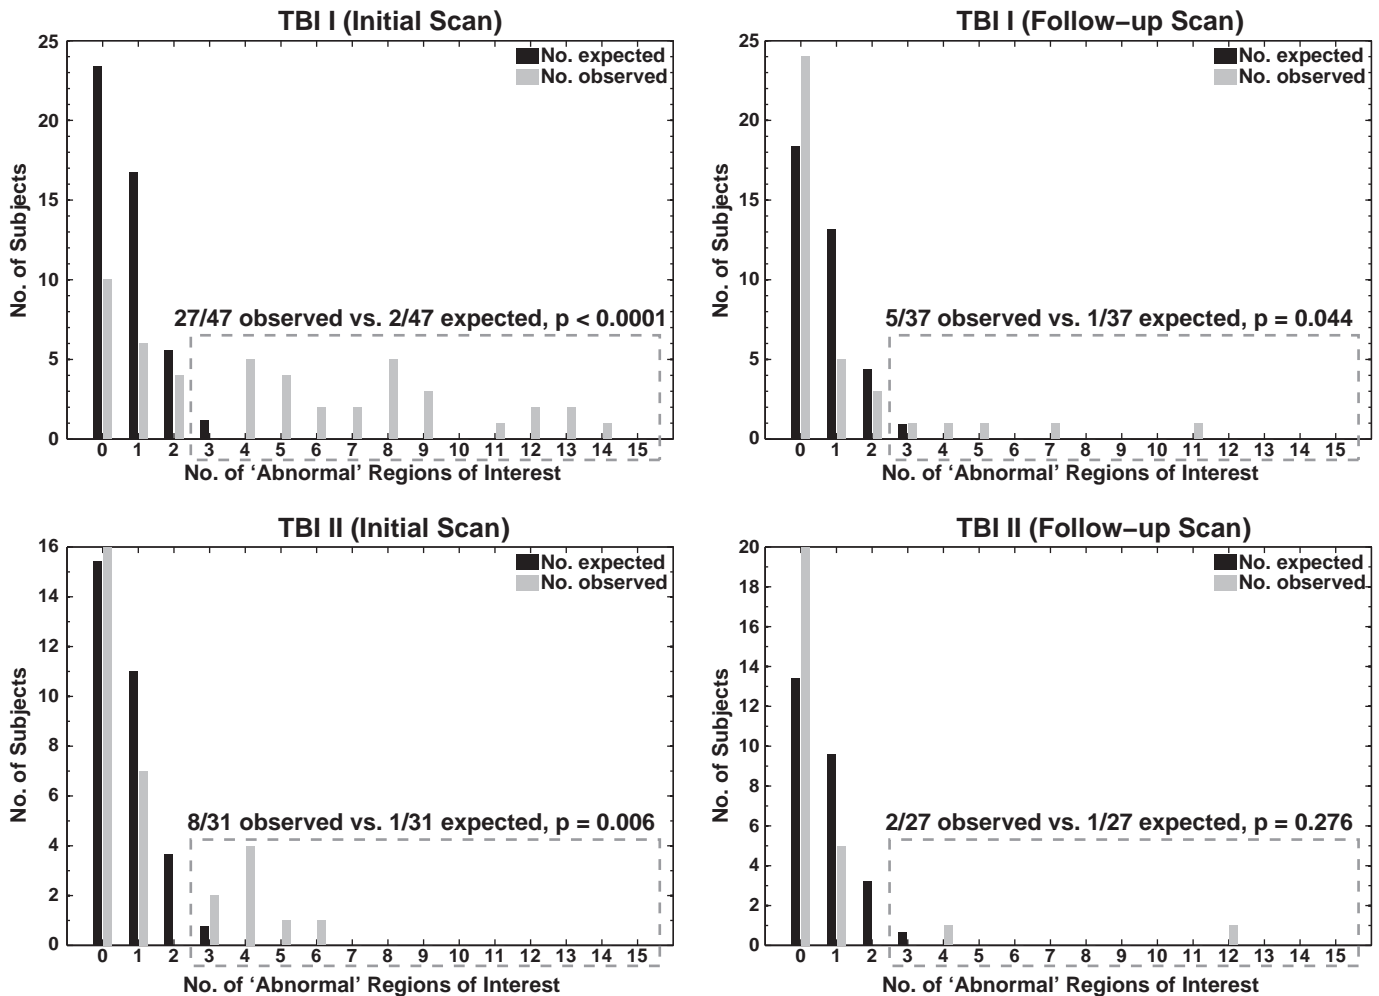 TBI I (Initial Scan)
No. expected
No. observed
25
20
15
10
5
0
No. of Subjects
27/47 observed vs. 2/47 expected, p < 0.0001
0 1 2 3 4 5 6 7 8 9 10 11 12 13 14 15
No. of ‘Abnormal’ Regions of Interest
TBI I (Follow–up Scan)
No. expected
No. observed
25
20
15
10
5
0
No. of Subjects
5/37 observed vs. 1/37 expected, p = 0.044
0 1 2 3 4 5 6 7 8 9 10 11 12 13 14 15
No. of ‘Abnormal’ Regions of Interest
TBI II (Initial Scan)
No. expected
No. observed
16
14
12
10
8
6
4
2
0
No. of Subjects
8/31 observed vs. 1/31 expected, p = 0.006
0 1 2 3 4 5 6 7 8 9 10 11 12 13 14 15
No. of ‘Abnormal’ Regions of Interest
TBI II (Follow–up Scan)
No. expected
No. observed
20
18
16
14
12
10
8
6
4
2
0
No. of Subjects
2/27 observed vs. 1/27 expected, p = 0.276
0 1 2 3 4 5 6 7 8 9 10 11 12 13 14 15
No. of ‘Abnormal’ Regions of Interest